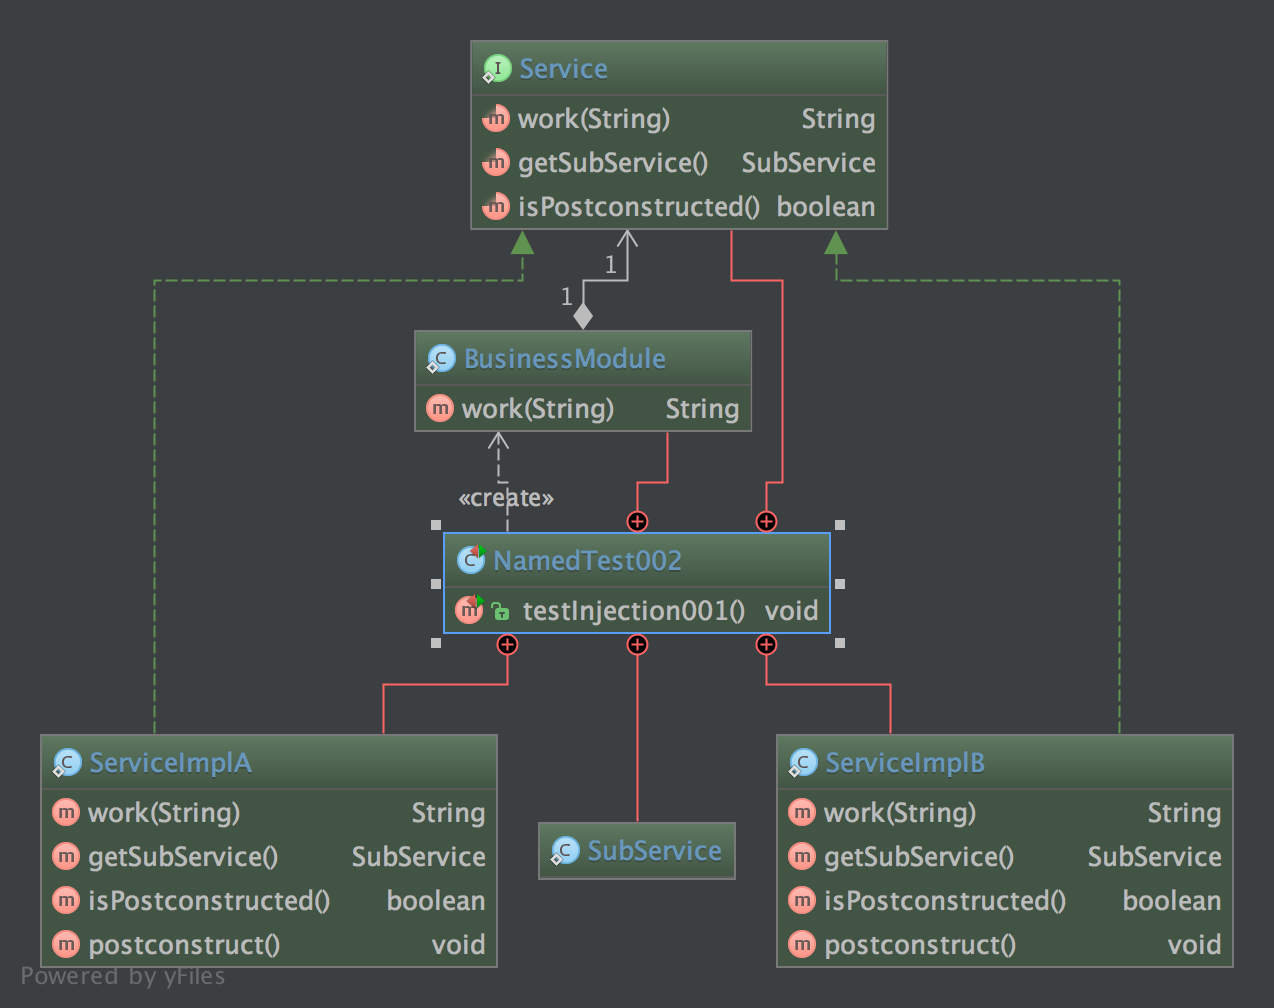 I Service
m work(String) String
m getSubService() SubService
m isPostconstructed() boolean
1
1
C BusinessModule
m work(String) String
«create»
C NamedTest002
m testInjection001() void
C ServiceImplA
m work(String) String
m getSubService() SubService
m isPostconstructed() boolean
m postconstruct() void
C SubService
C ServiceImplB
m work(String) String
m getSubService() SubService
m isPostconstructed() boolean
m postconstruct() void
Powered by yFiles